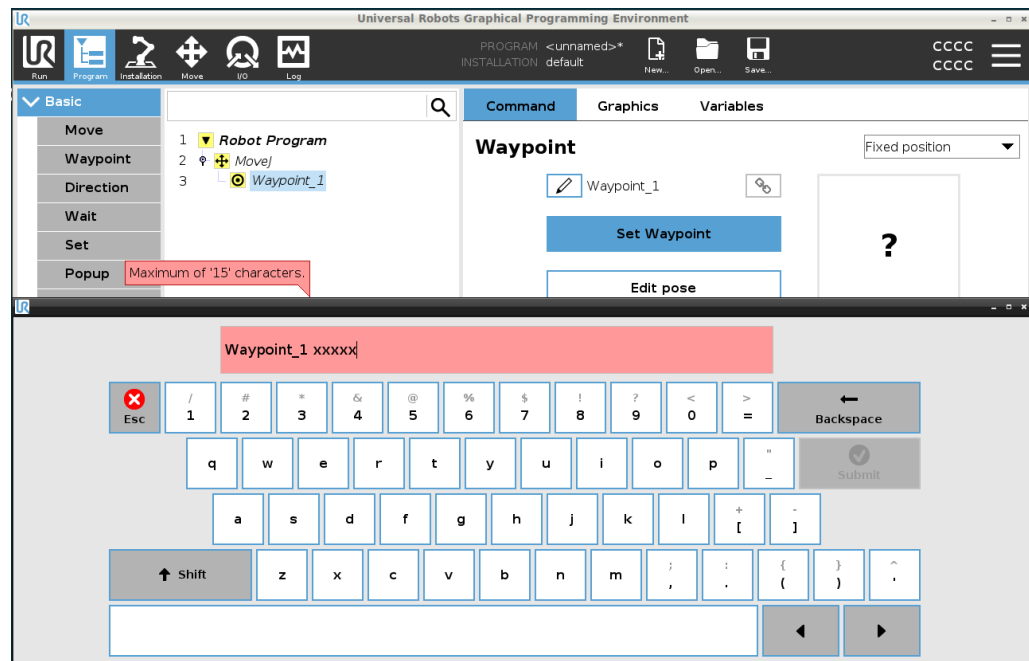 UR Universal Robots Graphical Programming Environment
UR Run Program Installation Move I/O Log
PROGRAM <unnamed>*
INSTALLATION default
New... Open... Save...
CCCC
CCCC
Basic
Move
Waypoint
Direction
Wait
Set
Popup
1 Robot Program
2 MoveJ
3 Waypoint_1
Maximum of '15' characters.
Command Graphics Variables
Waypoint
Fixed position
Waypoint_1
Set Waypoint
?
Edit pose
UR
Waypoint_1 xxxxx
Esc
/ # * & @ % $ ! ? < >
1 2 3 4 5 6 7 8 9 0 =
Backspace
q w e r t y u i o p " _
Submit
a s d f g h j k l + [ - ]
Shift
z x c v b n m ; , : . { ( } ) ^ '